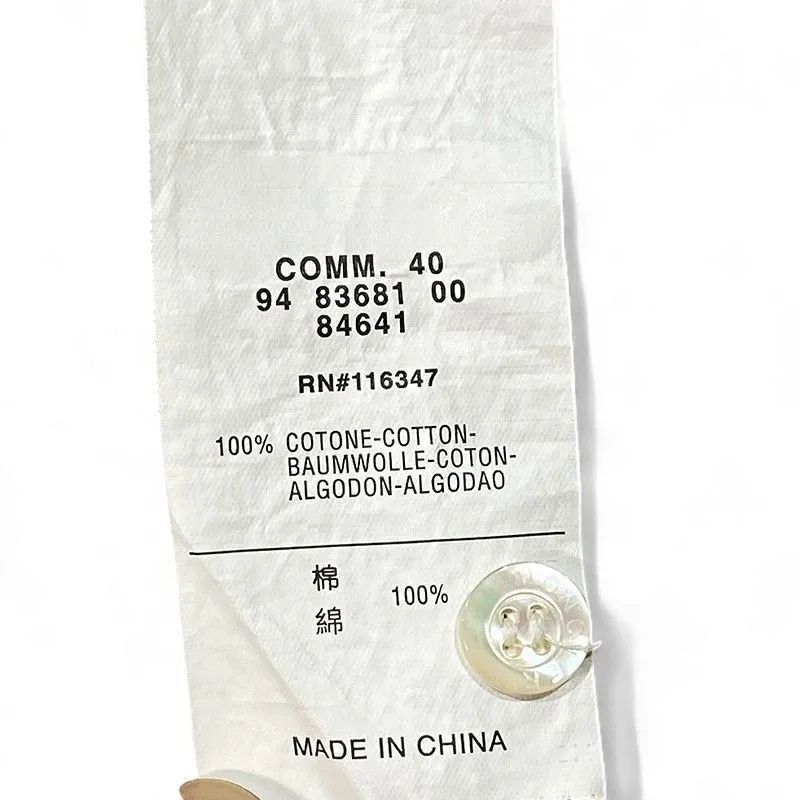 COMM. 40
94 83681 00
84641
RN#116347
100% COTONE-COTTON-
BAUMWOLLE-COTON-
ALGODON-ALGODAO
棉
100%
綿
MADE IN CHINA